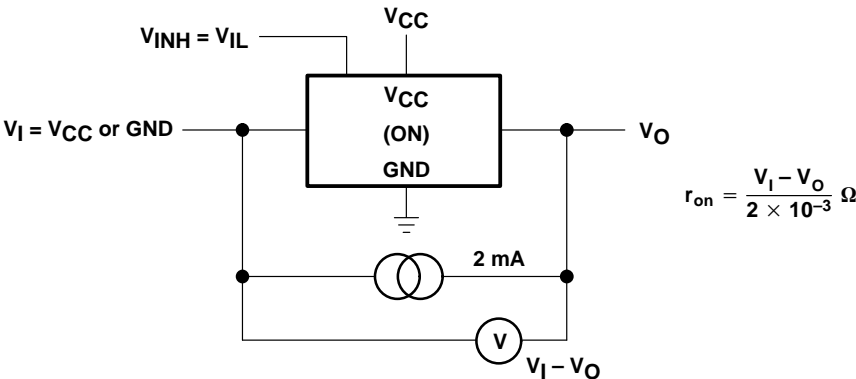 VCC
VINH = VIL
VCC
VI = VCC or GND
(ON)
VO
GND
ron = VI – VO / 2 × 10–3 Ω
2 mA
V
VI – VO